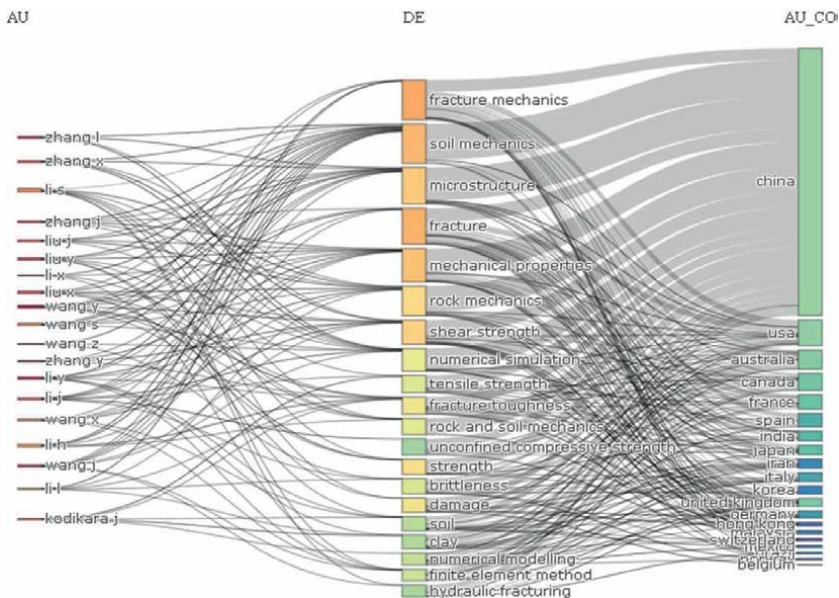 AU
DE
AU_CO
zhang l
zhang x
li s
zhang j
liu j
liu y
li x
liu x
wang y
wang s
wang z
zhang y
li y
li j
wang x
li h
wang j
li l
kodikara j
fracture mechanics
soil mechanics
microstructure
fracture
mechanical properties
rock mechanics
shear strength
numerical simulation
tensile strength
fracture toughness
rock and soil mechanics
unconfined compressive strength
strength
brittleness
damage
soil
clay
numerical modelling
finite element method
hydraulic fracturing
china
usa
australia
canada
france
spain
india
japan
iran
italy
korea
united kingdom
germany
hong kong
malaysia
switzerland
mexico
brazil
belgium